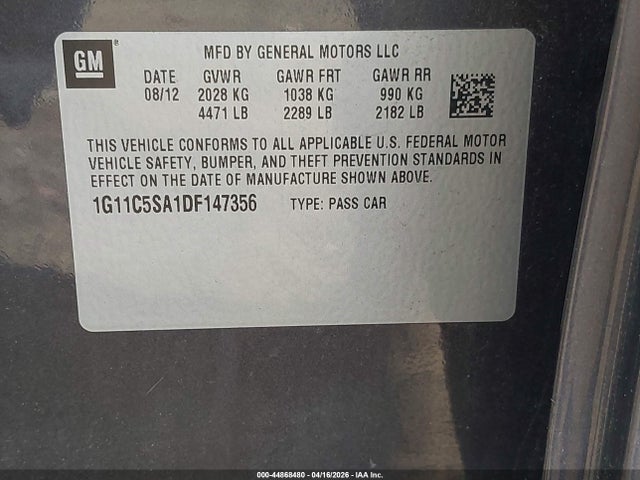 GM
MFD BY GENERAL MOTORS LLC
DATE GVWR GAWR FRT GAWR RR
08/12 2028 KG 1038 KG 990 KG
4471 LB 2289 LB 2182 LB
THIS VEHICLE CONFORMS TO ALL APPLICABLE U.S. FEDERAL MOTOR
VEHICLE SAFETY, BUMPER, AND THEFT PREVENTION STANDARDS IN
EFFECT ON THE DATE OF MANUFACTURE SHOWN ABOVE.
1G11C5SA1DF147356 TYPE: PASS CAR
000-44868480 - 04/16/2026 - IAA Inc.